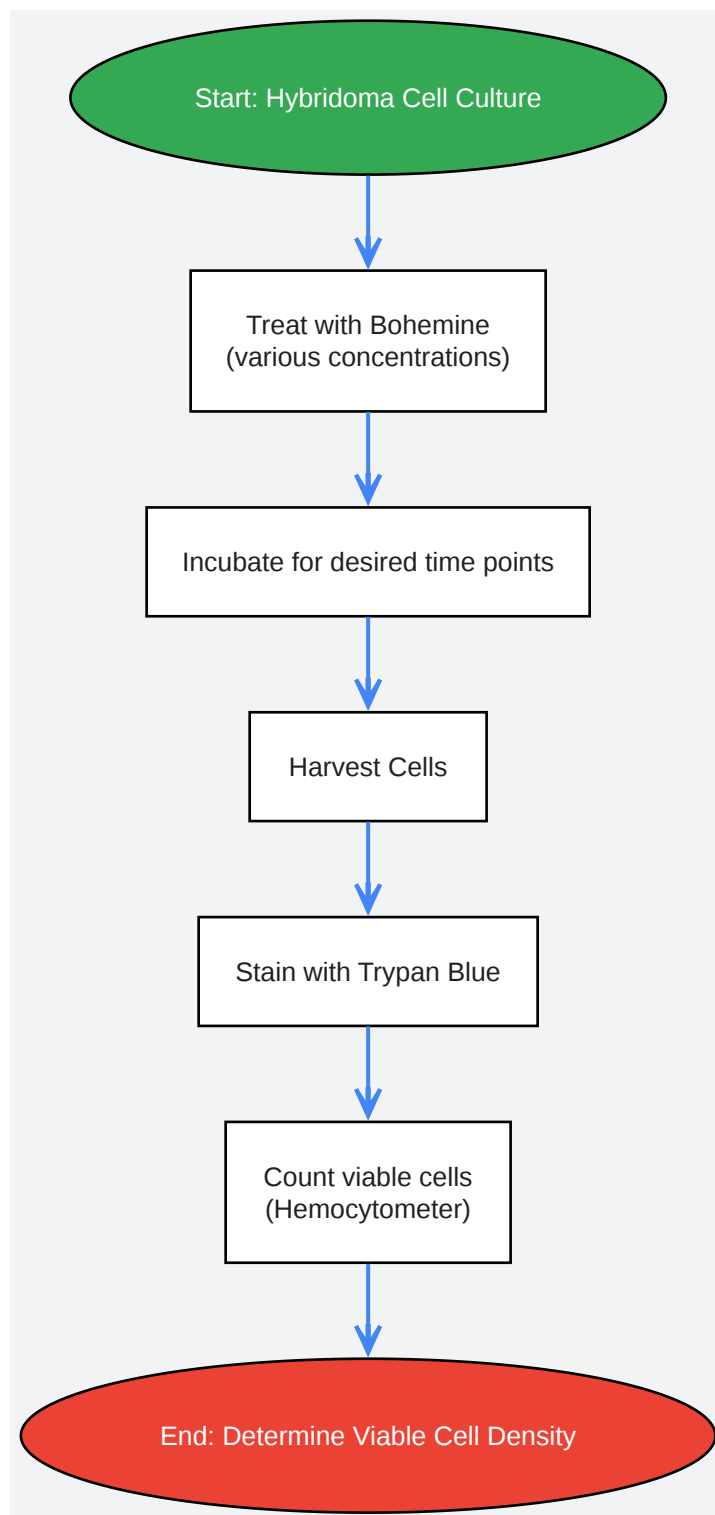 Start: Hybridoma Cell Culture
Treat with Bohemine
(various concentrations)
Incubate for desired time points
Harvest Cells
Stain with Trypan Blue
Count viable cells
(Hemocytometer)
End: Determine Viable Cell Density